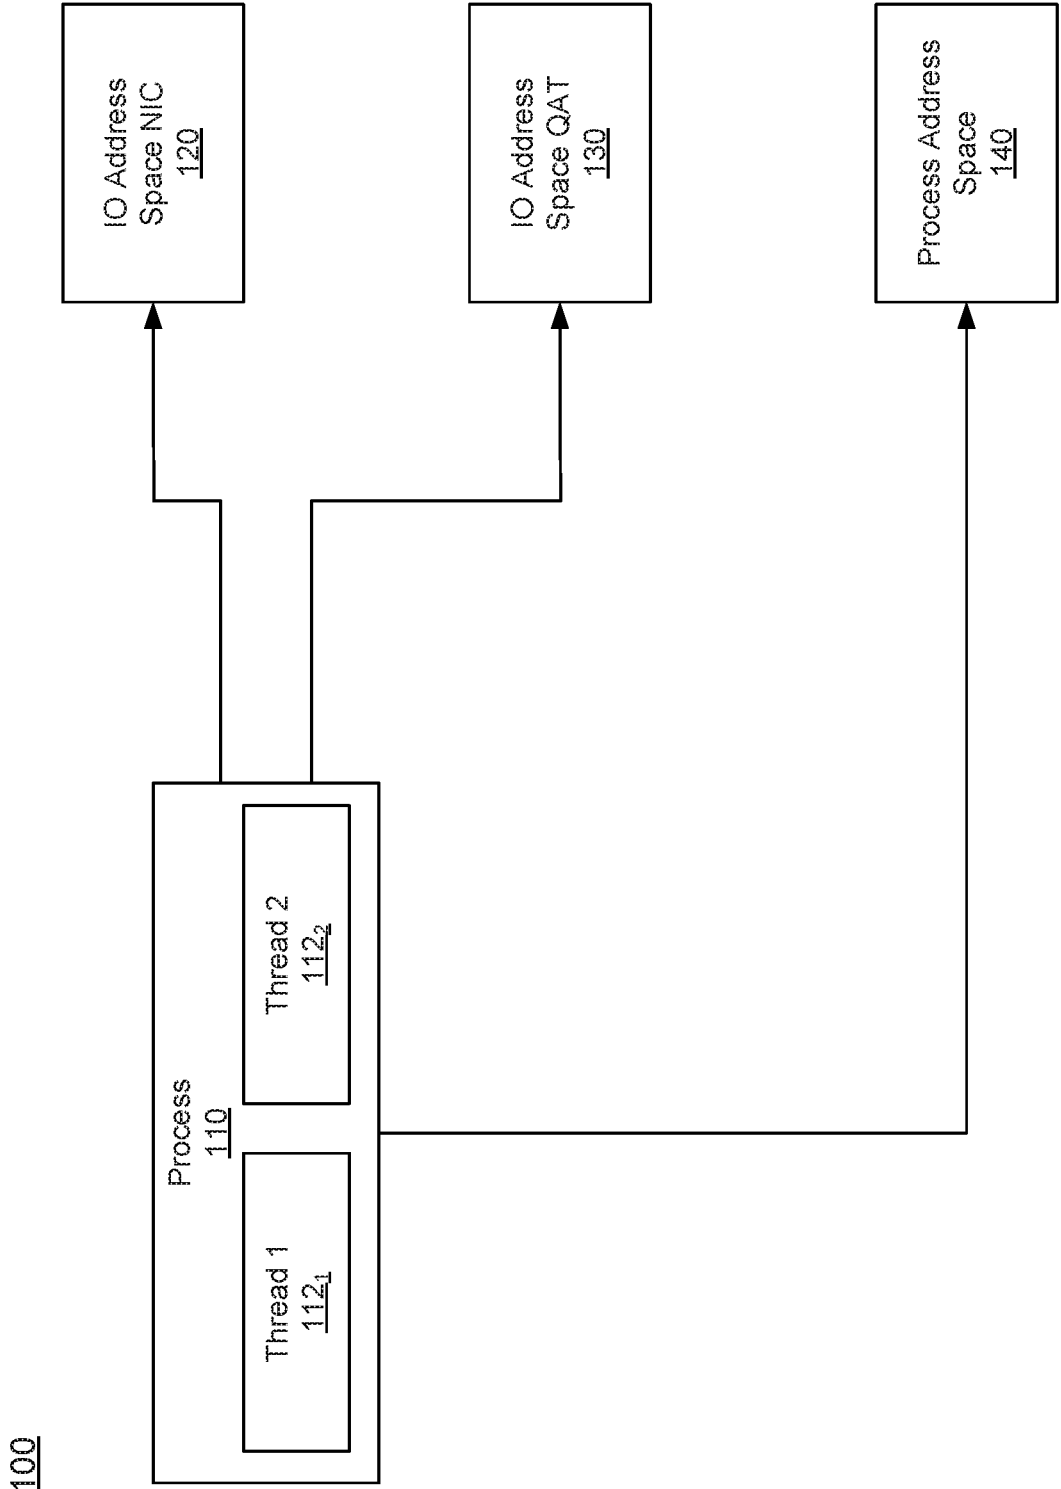 100
Process
110
Thread 1
112₁
Thread 2
112₂
IO Address
Space NIC
120
IO Address
Space QAT
130
Process Address
Space
140